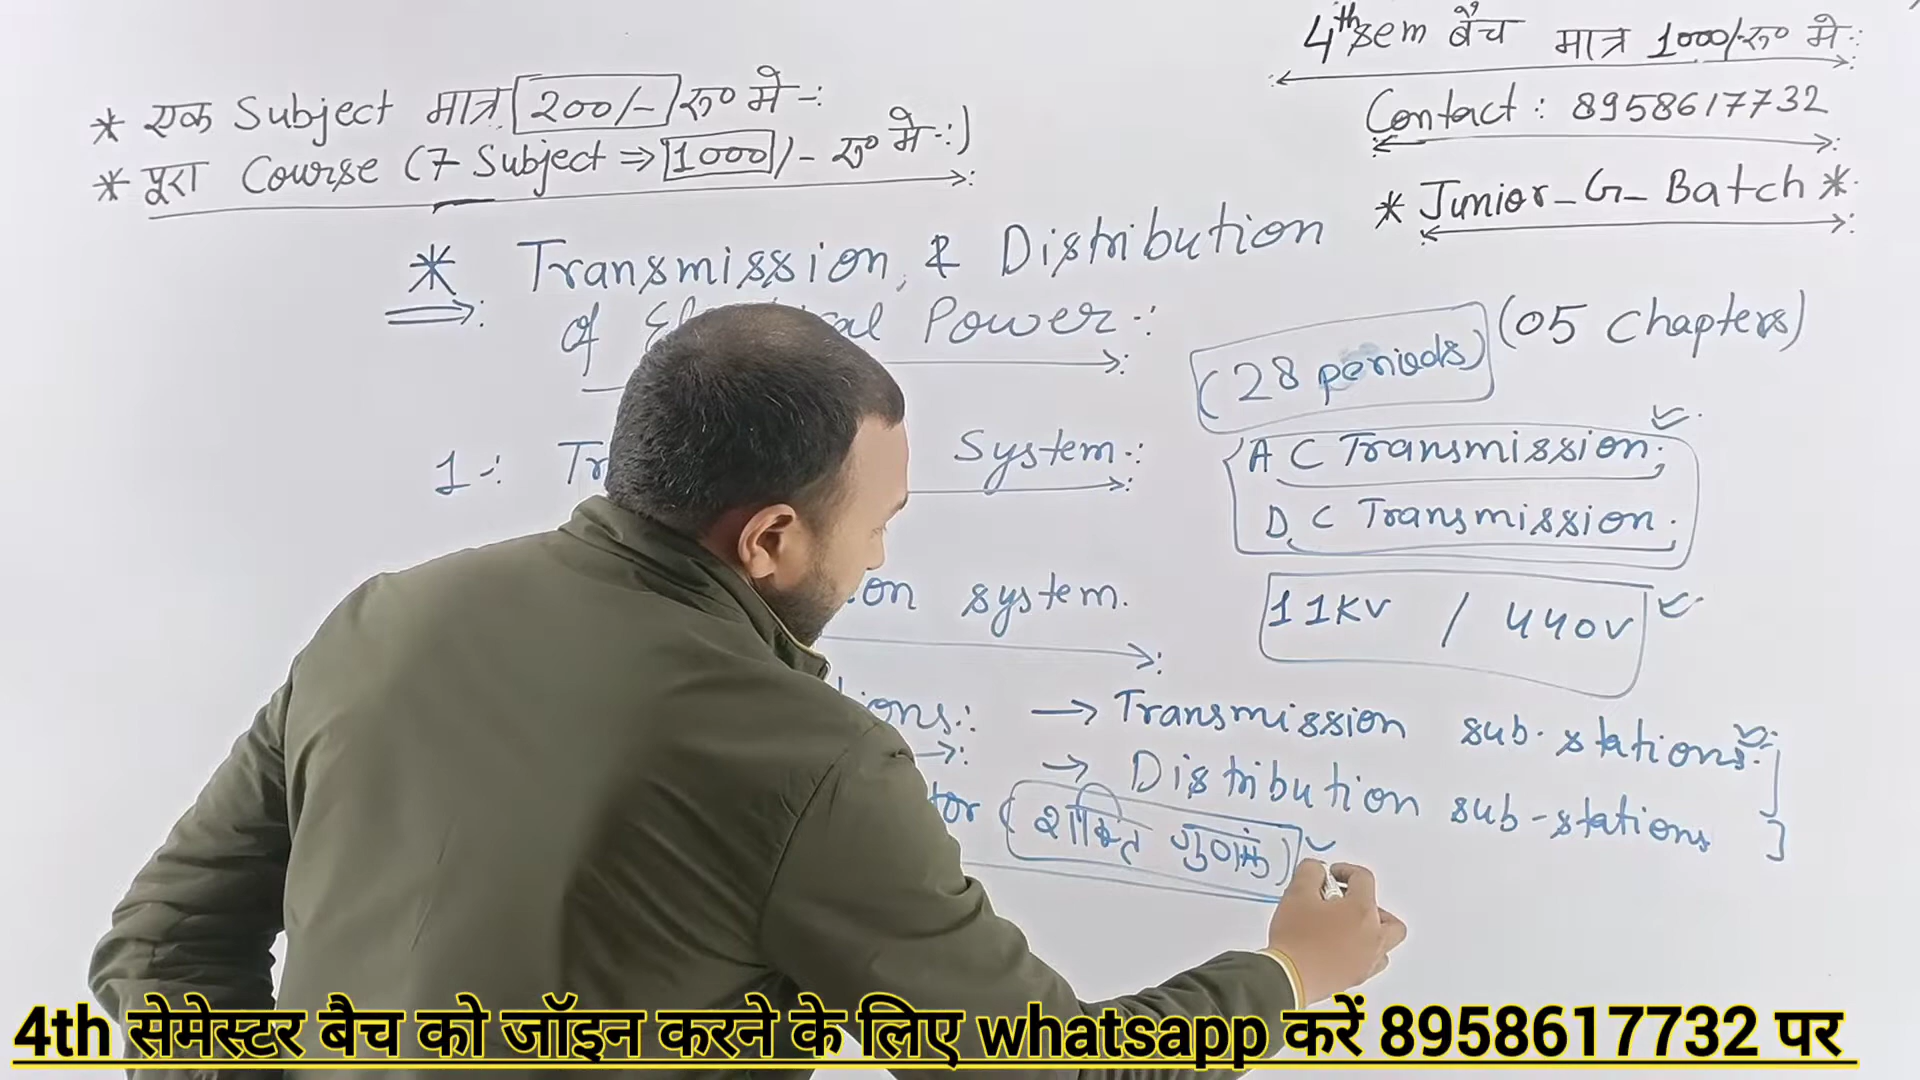 4th sem बैच मात्र 1000/-रु० मे :
* एक Subject मात्र 200/- रु० मे -:
* पूरा Course (7 Subject ⇒ 1000/- रु० मे -:)
Contact : 8958617732
* Junior_G_Batch *
* Transmission & Distribution
of Power -:
(28 periods) (05 Chapters)
1 -: System -:
A C Transmission
D C Transmission.
system.
11KV / 440V
→ Transmission sub-stations
→ Distribution sub-stations
(शक्ति गुणांक)
4th सेमेस्टर बैच को जॉइन करने के लिए whatsapp करें 8958617732 पर